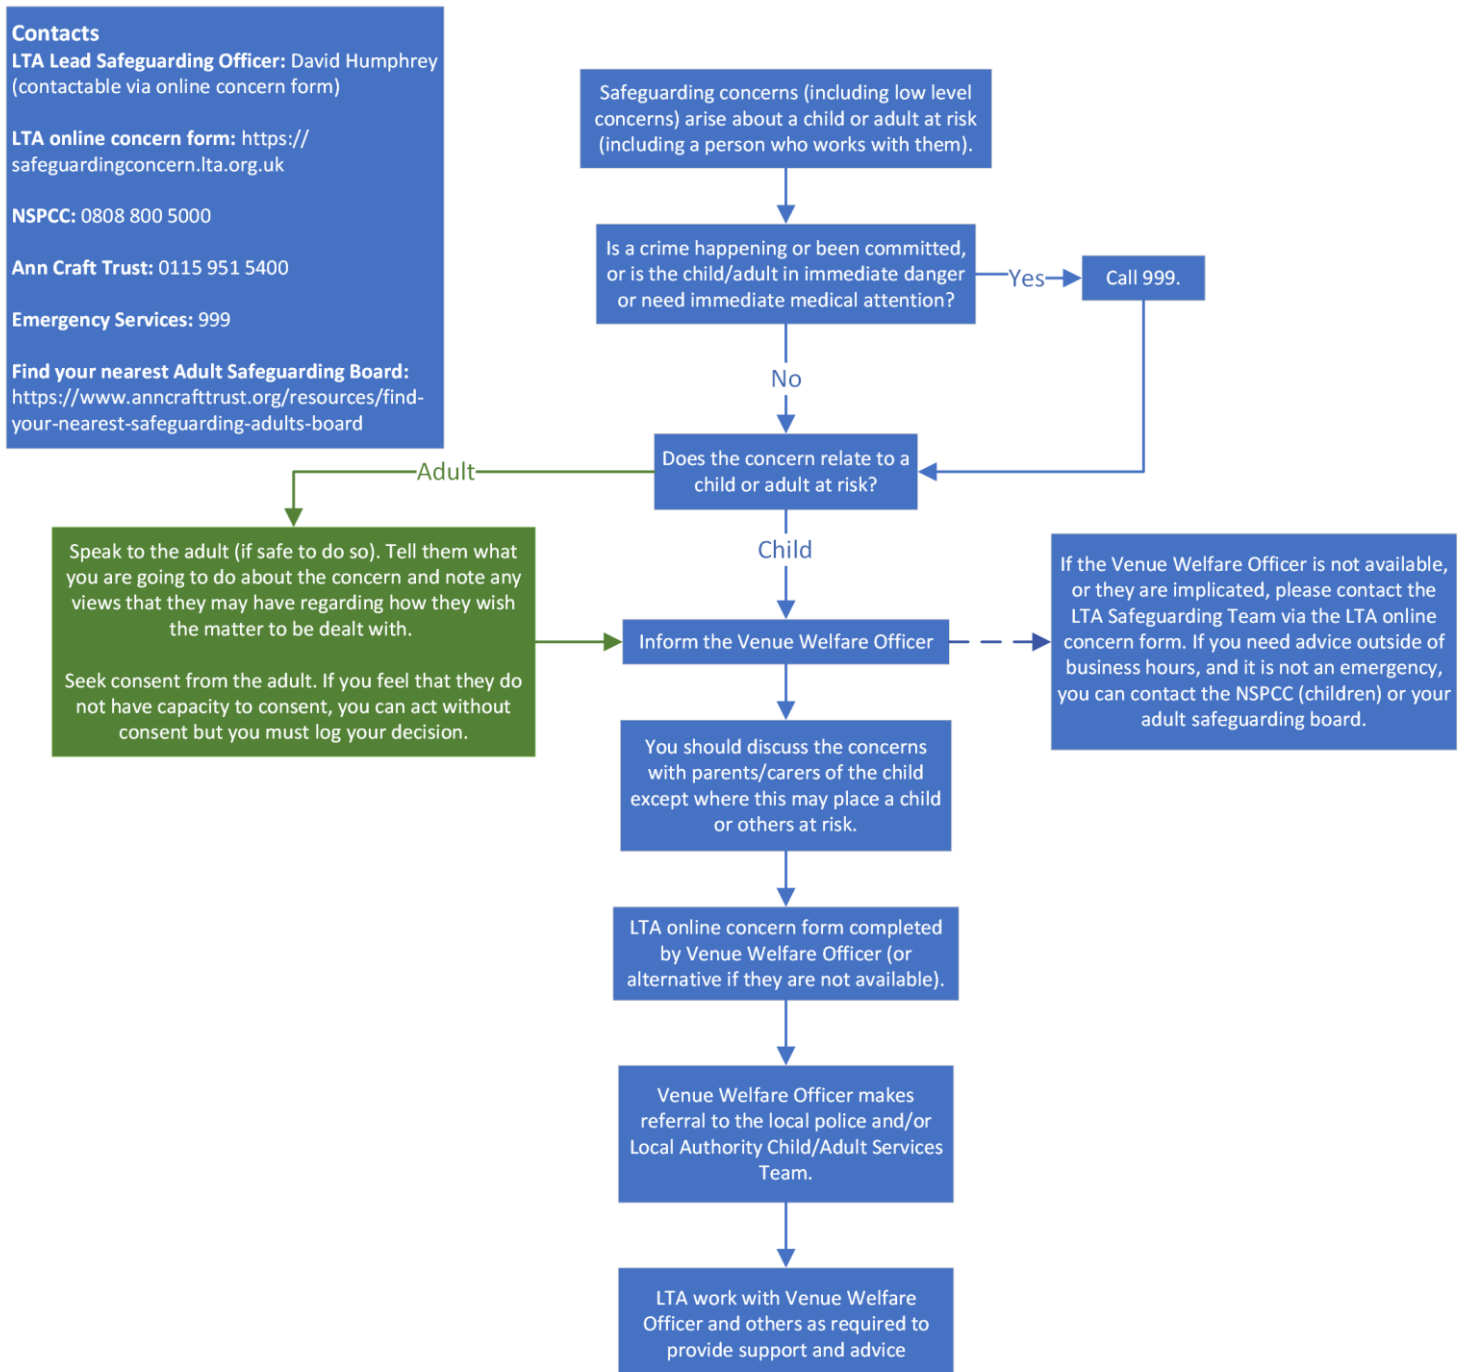 Contacts
LTA Lead Safeguarding Officer: David Humphrey
(contactable via online concern form)
LTA online concern form: https://
safeguardingconcern.lta.org.uk
NSPCC: 0808 800 5000
Ann Craft Trust: 0115 951 5400
Emergency Services: 999
Find your nearest Adult Safeguarding Board:
https://www.anncrafttrust.org/resources/find-
your-nearest-safeguarding-adults-board
Safeguarding concerns (including low level
concerns) arise about a child or adult at risk
(including a person who works with them).
Is a crime happening or been committed,
or is the child/adult in immediate danger
or need immediate medical attention?
Yes
Call 999.
No
Does the concern relate to a
child or adult at risk?
Adult
Speak to the adult (if safe to do so). Tell them what
you are going to do about the concern and note any
views that they may have regarding how they wish
the matter to be dealt with.
Seek consent from the adult. If you feel that they do
not have capacity to consent, you can act without
consent but you must log your decision.
Child
Inform the Venue Welfare Officer
If the Venue Welfare Officer is not available,
or they are implicated, please contact the
LTA Safeguarding Team via the LTA online
concern form. If you need advice outside of
business hours, and it is not an emergency,
you can contact the NSPCC (children) or your
adult safeguarding board.
You should discuss the concerns
with parents/carers of the child
except where this may place a child
or others at risk.
LTA online concern form completed
by Venue Welfare Officer (or
alternative if they are not available).
Venue Welfare Officer makes
referral to the local police and/or
Local Authority Child/Adult Services
Team.
LTA work with Venue Welfare
Officer and others as required to
provide support and advice